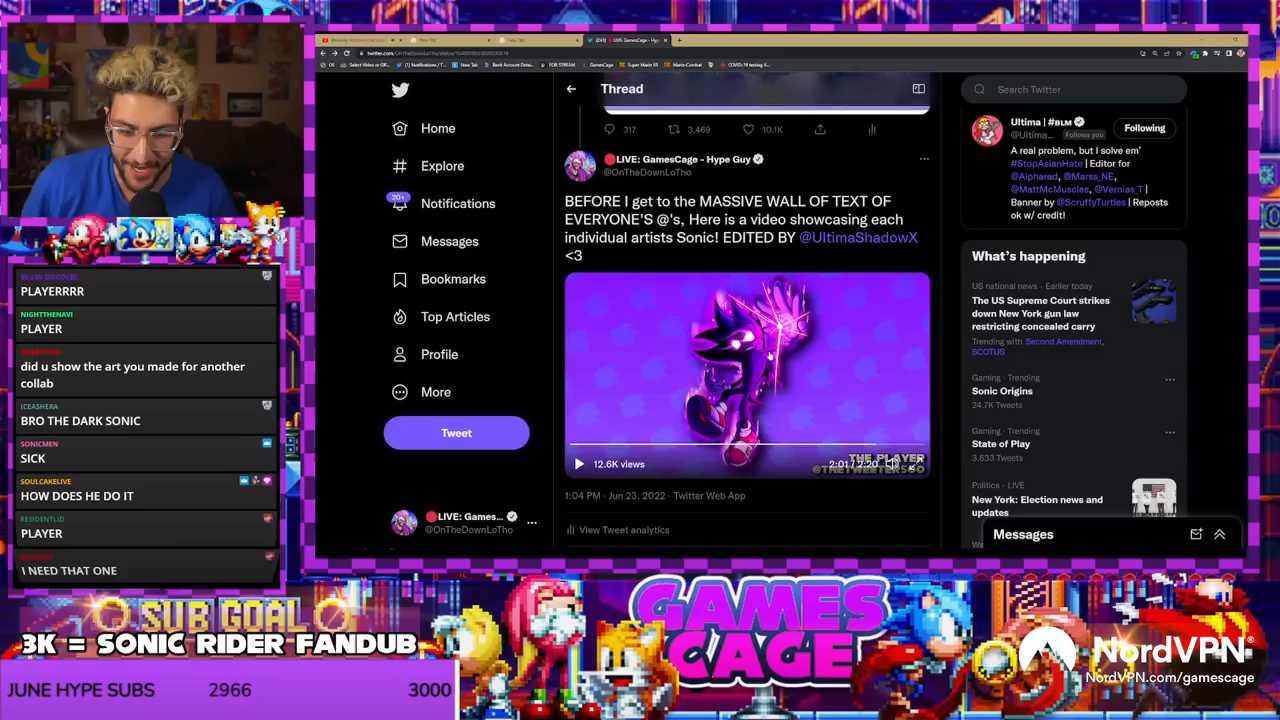 Thread
Search Twitter
Home
Explore
20+
Notifications
Messages
Bookmarks
Top Articles
Profile
More
Tweet
LIVE: Games...
@OnTheDownLoTho
317
3,469
10.1K
LIVE: GamesCage - Hype Guy
@OnTheDownLoTho
BEFORE I get to the MASSIVE WALL OF TEXT OF
EVERYONE'S @'s, Here is a video showcasing each
individual artists Sonic! EDITED BY @UltimaShadowX
<3
12.6K views
2:01 / 2:20
THE PLAYER
1:04 PM · Jun 23, 2022 · Twitter Web App
View Tweet analytics
Ultima | #BLM
@Ultima...
Follows you
Following
A real problem, but I solve em'
#StopAsianHate | Editor for
@Alpharad, @Marss_NE,
@MattMcMuscles, @Vernias_T |
Banner by @ScruffyTurtles | Reposts
ok w/ credit!
What's happening
US national news · Earlier today
The US Supreme Court strikes
down New York gun law
restricting concealed carry
Trending with Second Amendment,
SCOTUS
Gaming · Trending
Sonic Origins
24.7K Tweets
Gaming · Trending
State of Play
3,633 Tweets
Politics · LIVE
New York: Election news and
updates
Messages
PLAYERRRR
NIGHTTHENAVI
PLAYER
did u show the art you made for another
collab
ICEASHERA
BRO THE DARK SONIC
SONICMEN
SICK
SOULCAKELIVE
HOW DOES HE DO IT
RESIDENTLID
PLAYER
I NEED THAT ONE
SUB GOAL
3K = SONIC RIDER FANDUB
JUNE HYPE SUBS 2966 3000
GAMES
CAGE
NordVPN®
NordVPN.com/gamescage